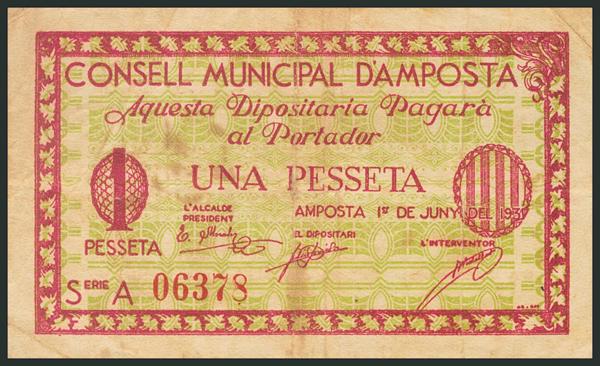 CONSELL MUNICIPAL D'AMPOSTA
Aquesta Dipositaria Pagarà
al Portador
1
UNA PESSETA
PESSETA
L'ALCALDE
PRESIDENT
AMPOSTA 1er DE JUNY DEL 1937
EL DIPOSITARI
L'INTERVENTOR
SERIE A 06378